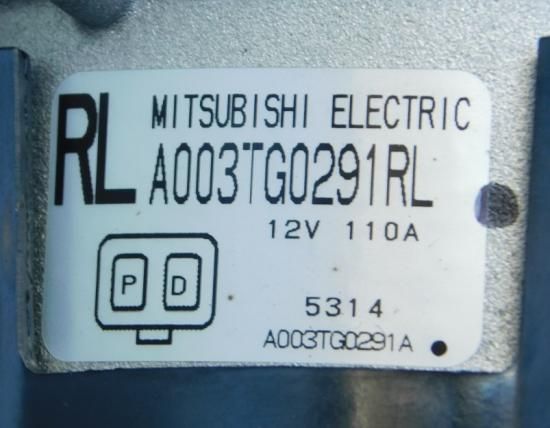 RL
MITSUBISHI ELECTRIC
A003TG0291RL
12V 110A
P D
5314
A003TG0291A